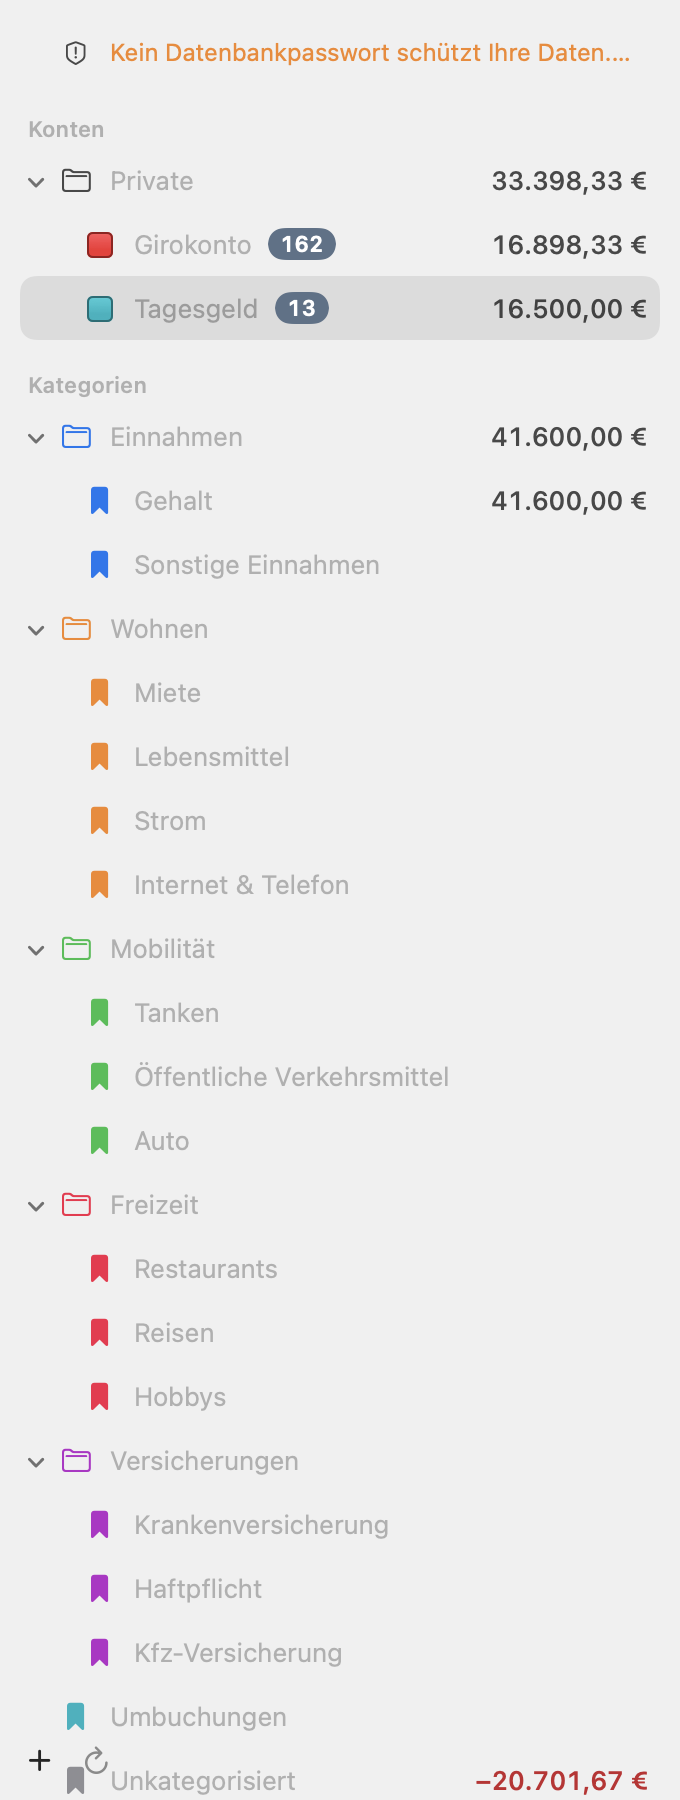 Kein Datenbankpasswort schützt Ihre Daten....
Konten
Private 33.398,33 €
Girokonto 162 16.898,33 €
Tagesgeld 13 16.500,00 €
Kategorien
Einnahmen 41.600,00 €
Gehalt 41.600,00 €
Sonstige Einnahmen
Wohnen
Miete
Lebensmittel
Strom
Internet & Telefon
Mobilität
Tanken
Öffentliche Verkehrsmittel
Auto
Freizeit
Restaurants
Reisen
Hobbys
Versicherungen
Krankenversicherung
Haftpflicht
Kfz-Versicherung
Umbuchungen
Unkategorisiert −20.701,67 €